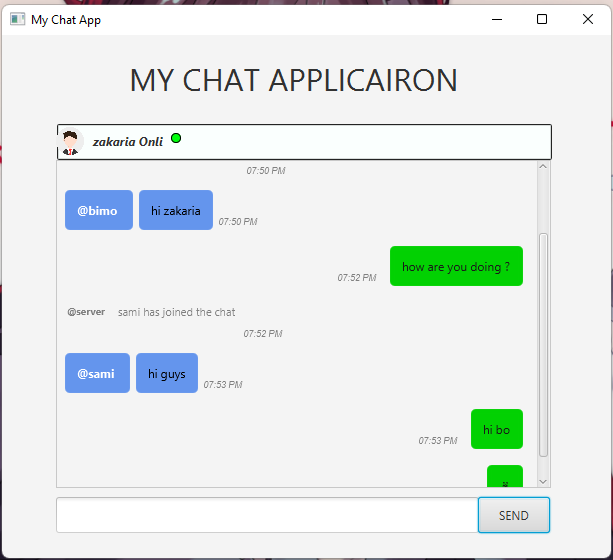 My Chat App
MY CHAT APPLICAIRON
zakaria Onli
07:50 PM
@bimo hi zakaria 07:50 PM
07:52 PM how are you doing ?
@server sami has joined the chat
07:52 PM
@sami hi guys 07:53 PM
07:53 PM hi bo
SEND